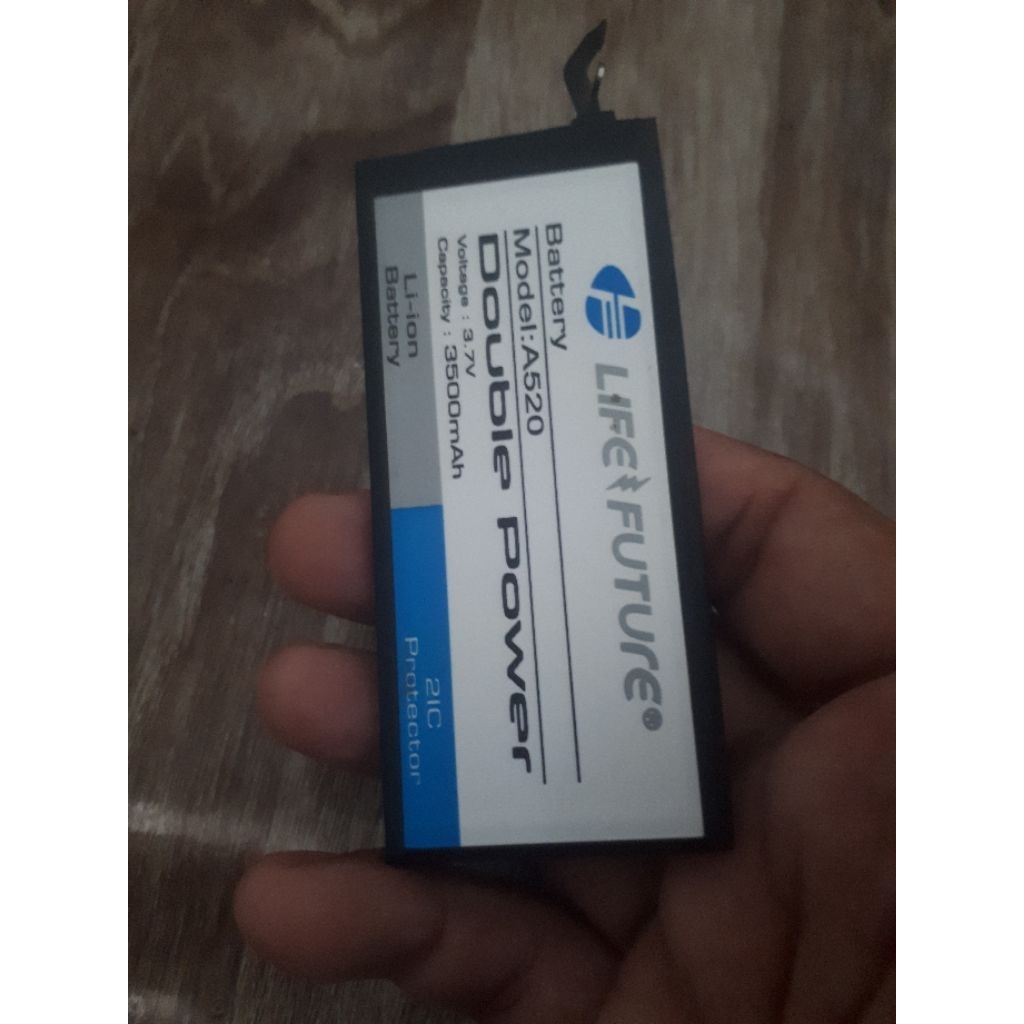 LIFE FUTURE®
Battery
Model:A520
Double Power
Voltage : 3.7V
Capacity : 3500mAh
Li-ion
Battery
2IC
Protector